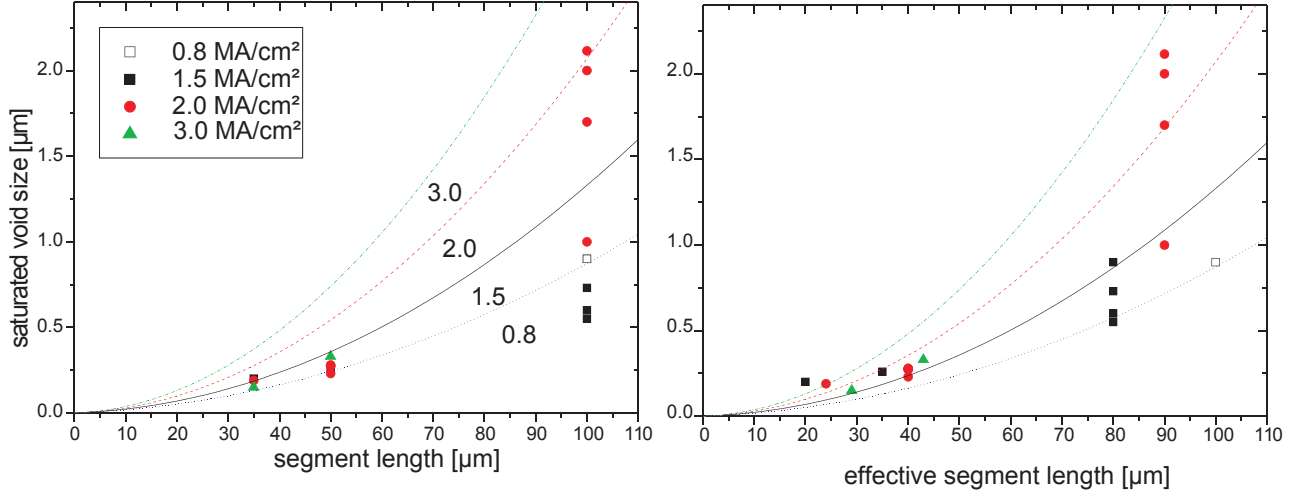 0.8 MA/cm²
1.5 MA/cm²
2.0 MA/cm²
3.0 MA/cm²
saturated void size [µm]
2.0
1.5
1.0
0.5
0.0
3.0
2.0
1.5
0.8
0 10 20 30 40 50 60 70 80 90 100 110
segment length [µm]
2.0
1.5
1.0
0.5
0.0
0 10 20 30 40 50 60 70 80 90 100 110
effective segment length [µm]